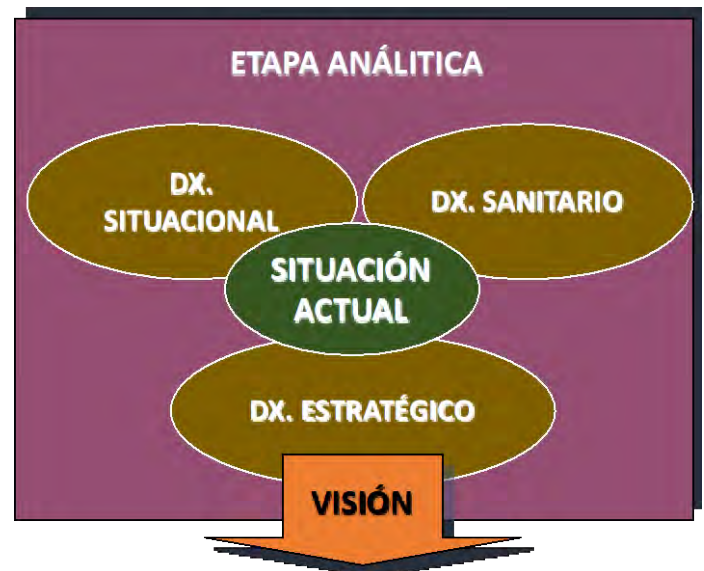 ETAPA ANÁLITICA
DX.
SITUACIONAL
DX. SANITARIO
SITUACIÓN
ACTUAL
DX. ESTRATÉGICO
VISIÓN